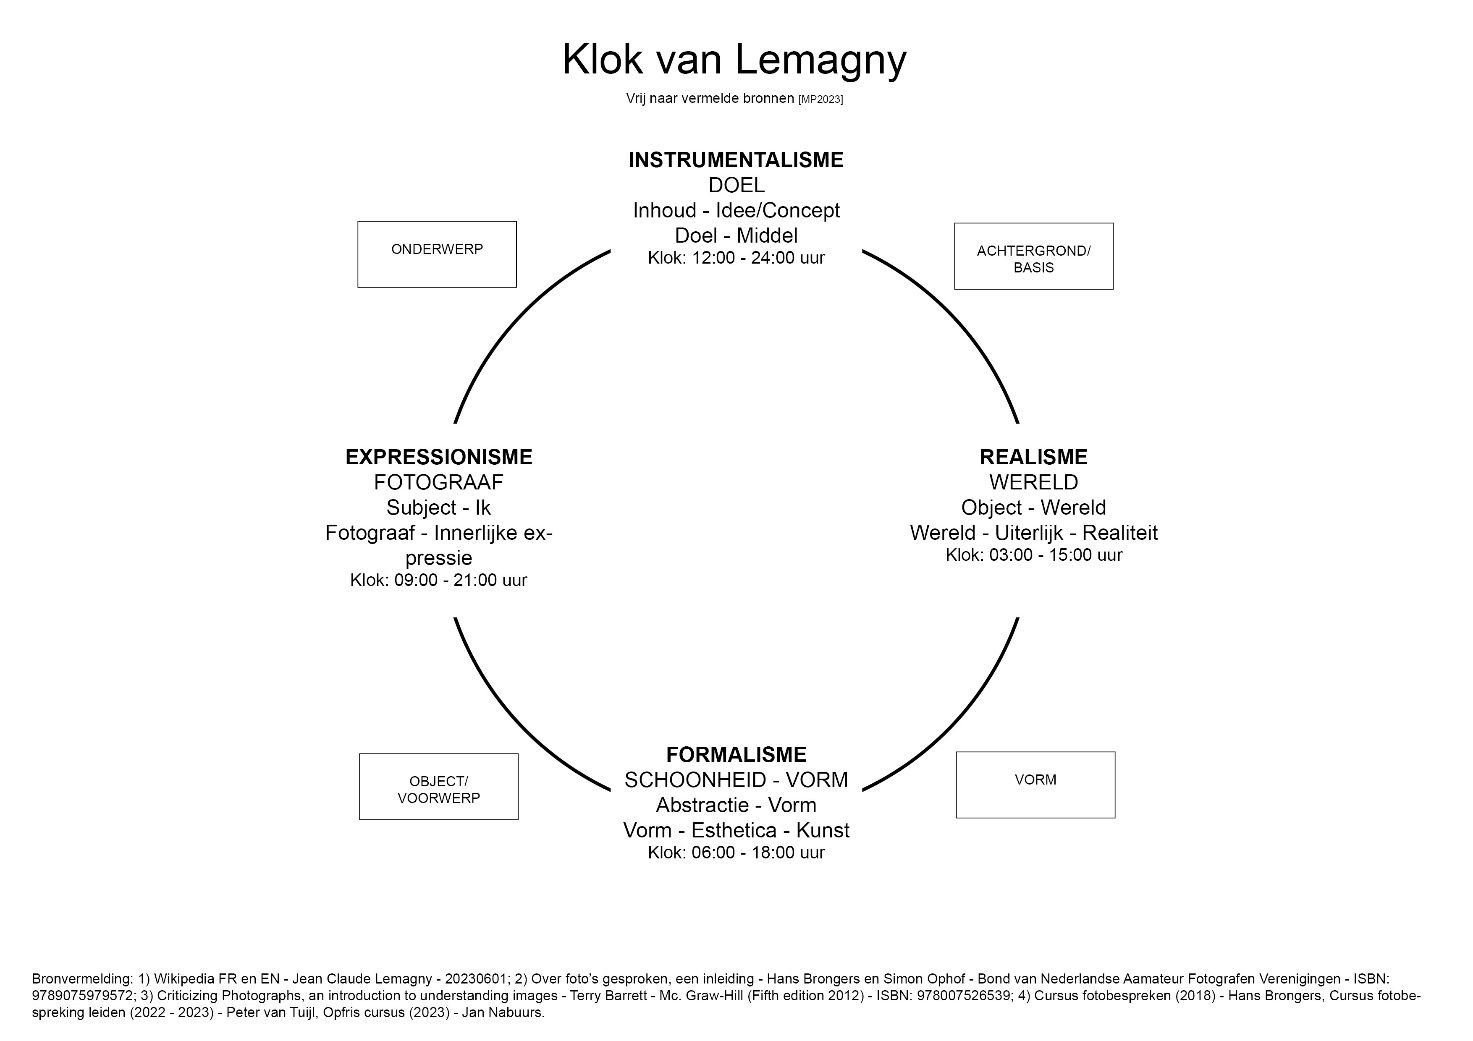 Klok van Lemagny
Vrij naar vermelde bronnen [MP2023]
INSTRUMENTALISME
DOEL
Inhoud - Idee/Concept
Doel - Middel
Klok: 12:00 - 24:00 uur
ONDERWERP
ACHTERGROND/
BASIS
EXPRESSIONISME
FOTOGRAAF
Subject - Ik
Fotograaf - Innerlijke ex-
pressie
Klok: 09:00 - 21:00 uur
REALISME
WERELD
Object - Wereld
Wereld - Uiterlijk - Realiteit
Klok: 03:00 - 15:00 uur
FORMALISME
SCHOONHEID - VORM
Abstractie - Vorm
Vorm - Esthetica - Kunst
Klok: 06:00 - 18:00 uur
OBJECT/
VOORWERP
VORM
Bronvermelding: 1) Wikipedia FR en EN - Jean Claude Lemagny - 20230601; 2) Over foto's gesproken, een inleiding - Hans Brongers en Simon Ophof - Bond van Nederlandse Aamateur Fotografen Verenigingen - ISBN:
9789075979572; 3) Criticizing Photographs, an introduction to understanding images - Terry Barrett - Mc. Graw-Hill (Fifth edition 2012) - ISBN: 978007526539; 4) Cursus fotobespreken (2018) - Hans Brongers, Cursus fotobe-
spreking leiden (2022 - 2023) - Peter van Tuijl, Opfris cursus (2023) - Jan Nabuurs.